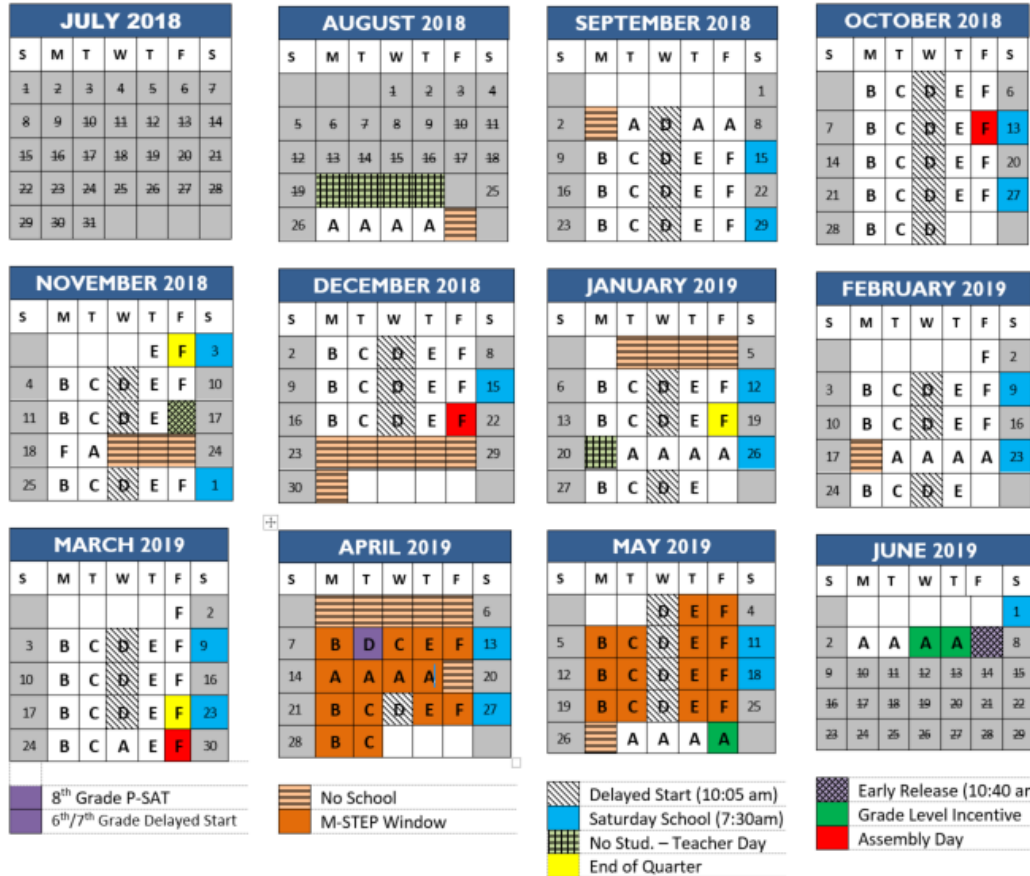 JULY 2018
S M T W T F S
1 2 3 4 5 6 7
8 9 10 11 12 13 14
15 16 17 18 19 20 21
22 23 24 25 26 27 28
29 30 31
AUGUST 2018
S M T W T F S
1 2 3 4
5 6 7 8 9 10 11
12 13 14 15 16 17 18
19 25
26 A A A A
SEPTEMBER 2018
S M T W T F S
1
2 A D A A 8
9 B C D E F 15
16 B C D E F 22
23 B C D E F 29
OCTOBER 2018
S M T W T F S
B C D E F 6
7 B C D E F 13
14 B C D E F 20
21 B C D E F 27
28 B C D
NOVEMBER 2018
S M T W T F S
E F 3
4 B C D E F 10
11 B C D E 17
18 F A 24
25 B C D E F 1
DECEMBER 2018
S M T W T F S
2 B C D E F 8
9 B C D E F 15
16 B C D E F 22
23 29
30
JANUARY 2019
S M T W T F S
5
6 B C D E F 12
13 B C D E F 19
20 A A A A 26
27 B C D E
FEBRUARY 2019
S M T W T F S
F 2
3 B C D E F 9
10 B C D E F 16
17 A A A A 23
24 B C D E
MARCH 2019
S M T W T F S
F 2
3 B C D E F 9
10 B C D E F 16
17 B C D E F 23
24 B C A E F 30
APRIL 2019
S M T W T F S
6
7 B D C E F 13
14 A A A A 20
21 B C D E F 27
28 B C
MAY 2019
S M T W T F S
D E F 4
5 B C D E F 11
12 B C D E F 18
19 B C D E F 25
26 A A A A
JUNE 2019
S M T W T F S
1
2 A A A A 8
9 10 11 12 13 14 15
16 17 18 19 20 21 22
23 24 25 26 27 28 29
8th Grade P-SAT
6th/7th Grade Delayed Start
No School
M-STEP Window
Delayed Start (10:05 am)
Saturday School (7:30am)
No Stud. – Teacher Day
End of Quarter
Early Release (10:40 
Grade Level Incentive
Assembly Day